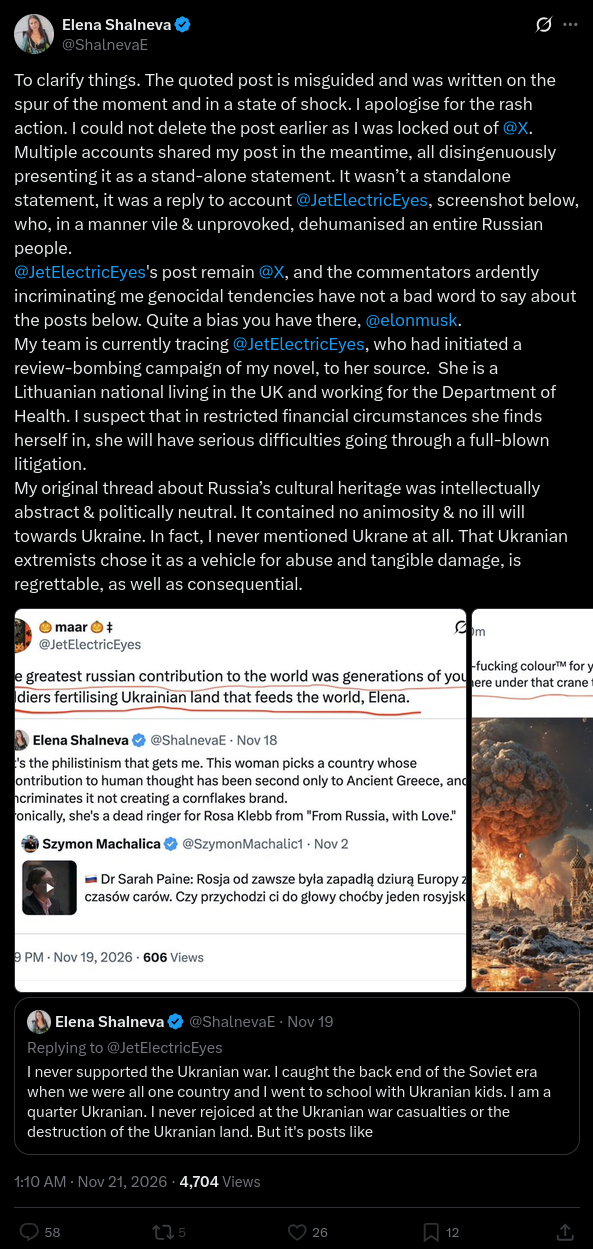 Elena Shalneva
@ShalnevaE
To clarify things. The quoted post is misguided and was written on the
spur of the moment and in a state of shock. I apologise for the rash
action. I could not delete the post earlier as I was locked out of @X.
Multiple accounts shared my post in the meantime, all disingenuously
presenting it as a stand-alone statement. It wasn’t a standalone
statement, it was a reply to account @JetElectricEyes, screenshot below,
who, in a manner vile & unprovoked, dehumanised an entire Russian
people.
@JetElectricEyes's post remain @X, and the commentators ardently
incriminating me genocidal tendencies have not a bad word to say about
the posts below. Quite a bias you have there, @elonmusk.
My team is currently tracing @JetElectricEyes, who had initiated a
review-bombing campaign of my novel, to her source.  She is a
Lithuanian national living in the UK and working for the Department of
Health. I suspect that in restricted financial circumstances she finds
herself in, she will have serious difficulties going through a full-blown
litigation.
My original thread about Russia’s cultural heritage was intellectually
abstract & politically neutral. It contained no animosity & no ill will
towards Ukraine. In fact, I never mentioned Ukrane at all. That Ukranian
extremists chose it as a vehicle for abuse and tangible damage, is
regrettable, as well as consequential.
maar
@JetElectricEyes
e greatest russian contribution to the world was generations of you
ldiers fertilising Ukrainian land that feeds the world, Elena.
Elena Shalneva @ShalnevaE · Nov 18
's the philistinism that gets me. This woman picks a country whose
ontribution to human thought has been second only to Ancient Greece, and
ncriminates it not creating a cornflakes brand.
ronically, she's a dead ringer for Rosa Klebb from "From Russia, with Love."
Szymon Machalica @SzymonMachalic1 · Nov 2
Dr Sarah Paine: Rosja od zawsze była zapadłą dziurą Europy z
czasów carów. Czy przychodzi ci do głowy choćby jeden rosyjsk
9 PM · Nov 19, 2026 · 606 Views
0m
-fucking colour™ for y
here under that crane t
Elena Shalneva @ShalnevaE · Nov 19
Replying to @JetElectricEyes
I never supported the Ukranian war. I caught the back end of the Soviet era
when we were all one country and I went to school with Ukranian kids. I am a
quarter Ukranian. I never rejoiced at the Ukranian war casualties or the
destruction of the Ukranian land. But it's posts like
1:10 AM · Nov 21, 2026 · 4,704 Views
58 5 26 12